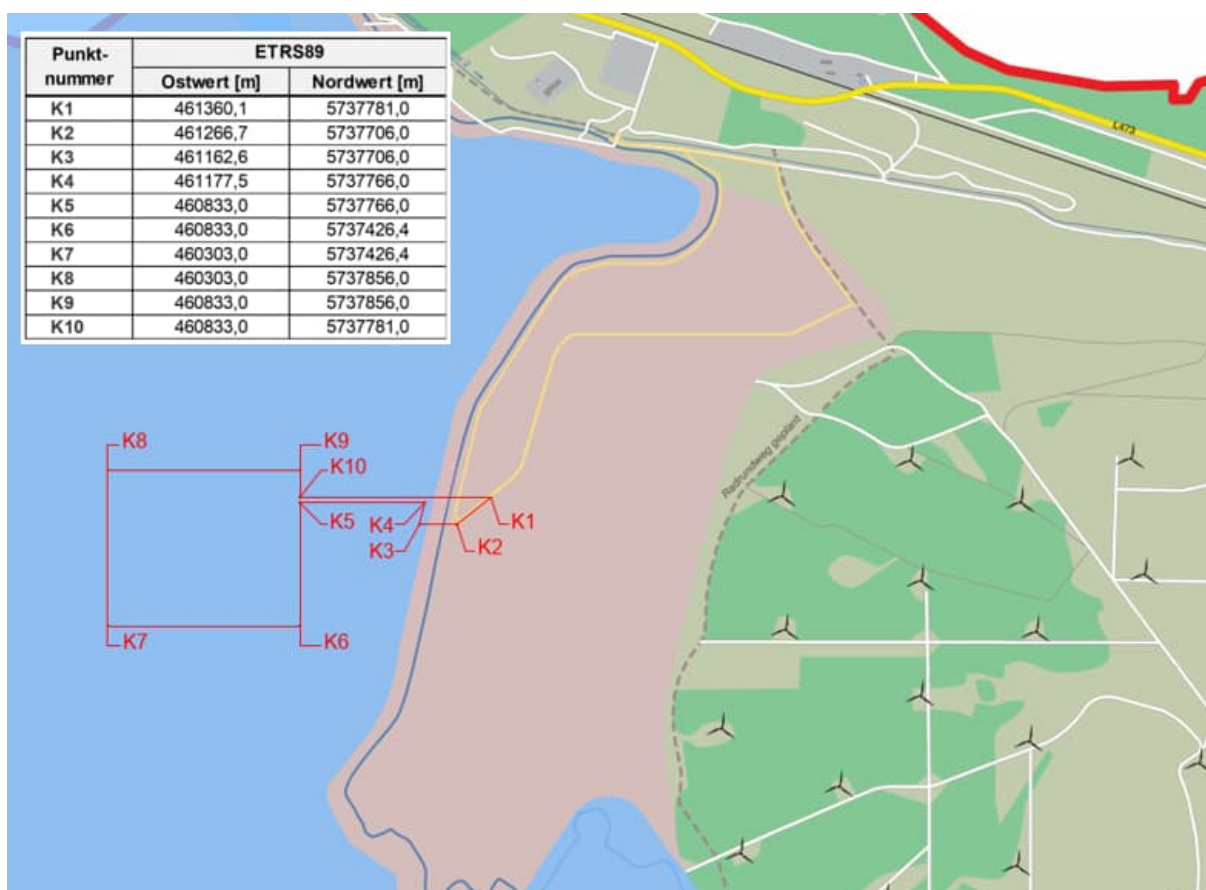 Punkt-
nummer
ETRS89
Ostwert [m] Nordwert [m]
K1 461360,1 5737781,0
K2 461266,7 5737706,0
K3 461162,6 5737706,0
K4 461177,5 5737766,0
K5 460833,0 5737766,0
K6 460833,0 5737426,4
K7 460303,0 5737426,4
K8 460303,0 5737856,0
K9 460833,0 5737856,0
K10 460833,0 5737781,0
L473
K8
K9
K10
Radrundweg geplant
K5
K4
K1
K3
K2
K7
K6